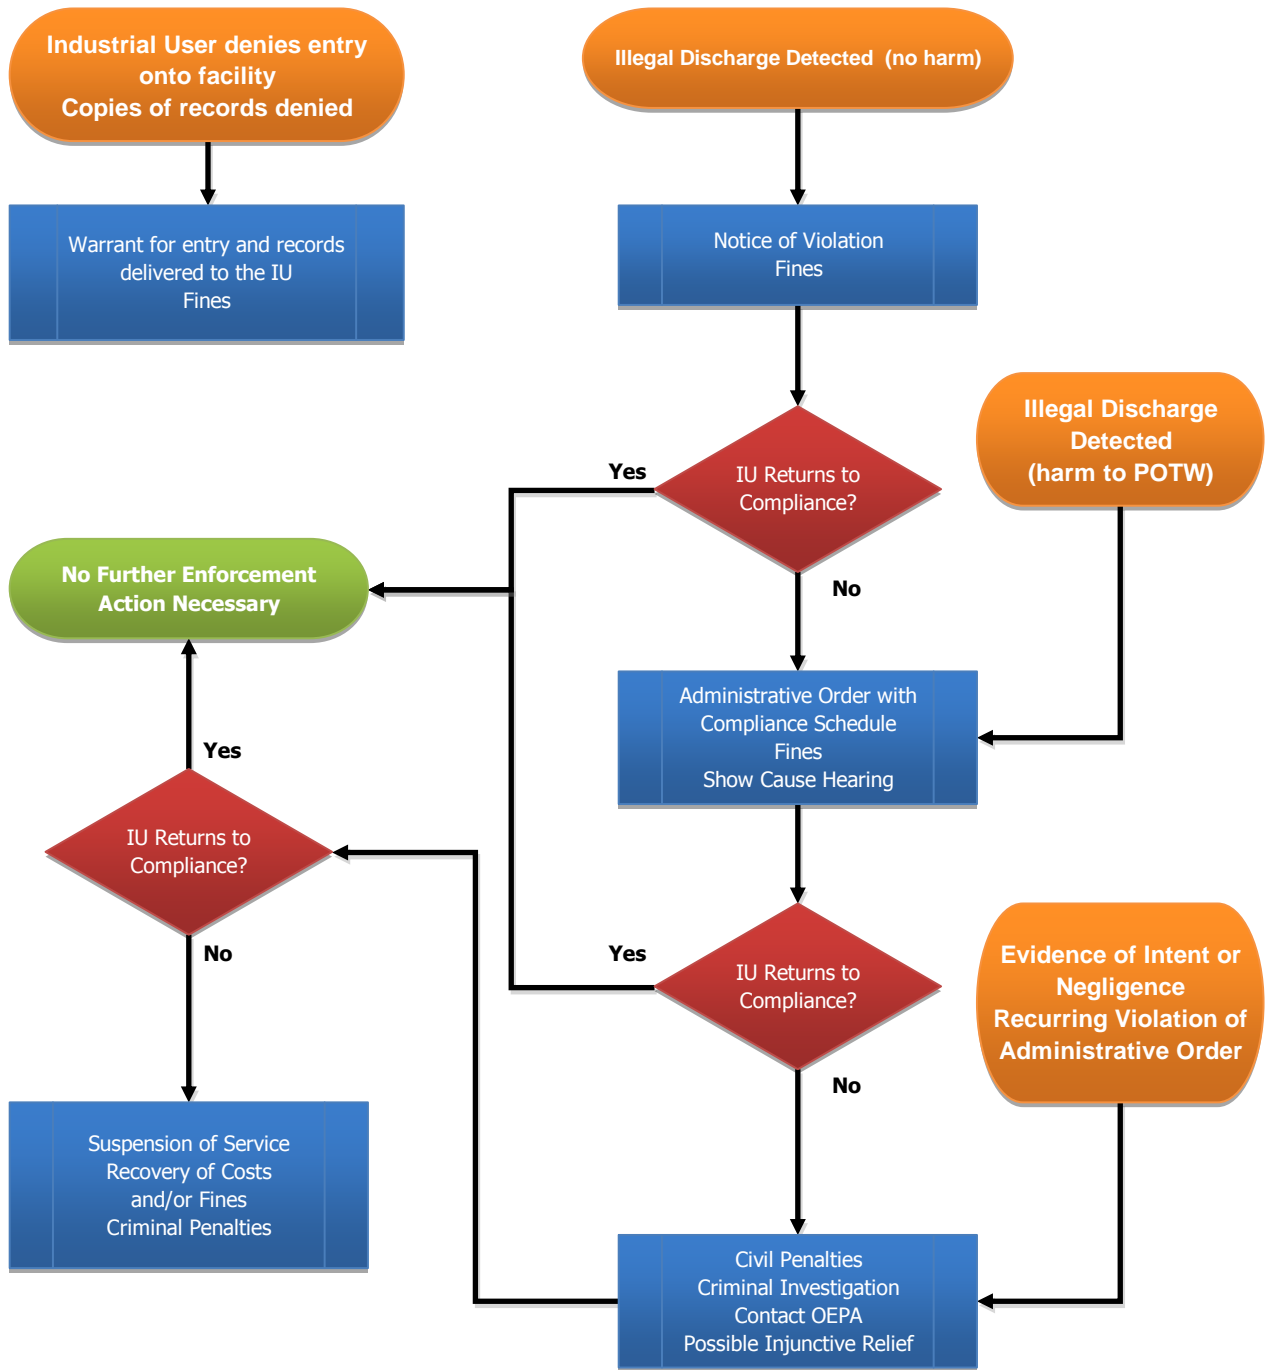 Industrial User denies entry
onto facility
Copies of records denied
Illegal Discharge Detected (no harm)
Warrant for entry and records
delivered to the IU
Fines
Notice of Violation
Fines
Illegal Discharge
Detected
(harm to POTW)
Yes
IU Returns to
Compliance?
No
No Further Enforcement
Action Necessary
Administrative Order with
Compliance Schedule
Fines
Show Cause Hearing
Yes
IU Returns to
Compliance?
No
Yes
IU Returns to
Compliance?
No
Evidence of Intent or
Negligence
Recurring Violation of
Administrative Order
Suspension of Service
Recovery of Costs
and/or Fines
Criminal Penalties
Civil Penalties
Criminal Investigation
Contact OEPA
Possible Injunctive Relief